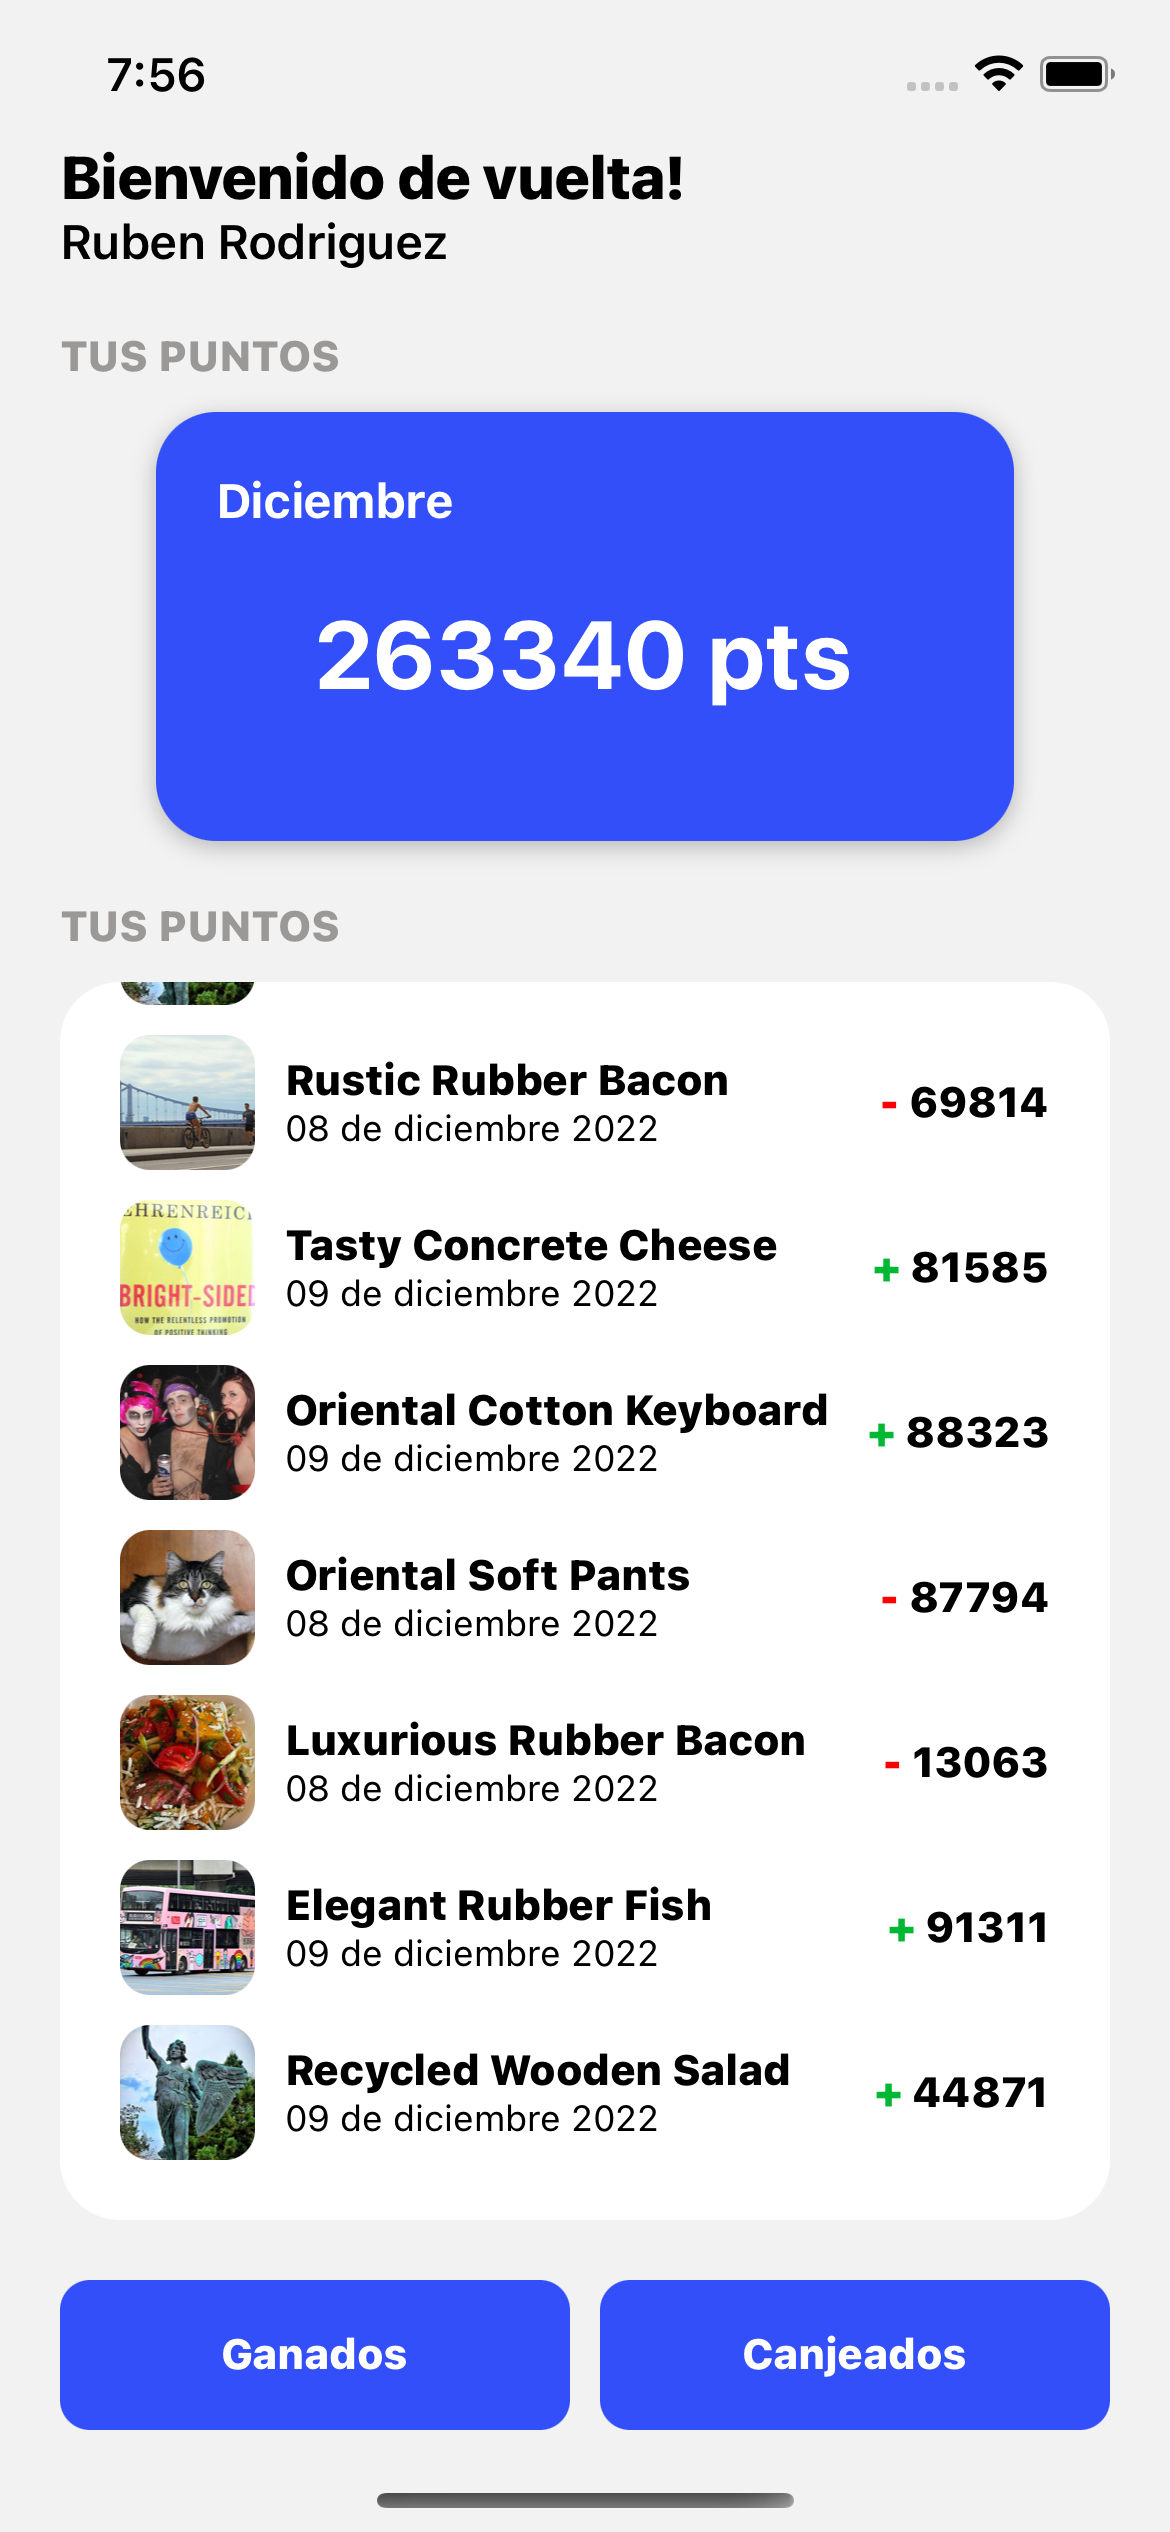 7:56
Bienvenido de vuelta!
Ruben Rodriguez
TUS PUNTOS
Diciembre
263340 pts
TUS PUNTOS
Rustic Rubber Bacon
08 de diciembre 2022
- 69814
EHRENREICH
BRIGHT-SIDED
HOW THE RELENTLESS PROMOTION
OF POSITIVE THINKING
Tasty Concrete Cheese
09 de diciembre 2022
+ 81585
Oriental Cotton Keyboard
09 de diciembre 2022
+ 88323
Oriental Soft Pants
08 de diciembre 2022
- 87794
Luxurious Rubber Bacon
08 de diciembre 2022
- 13063
Elegant Rubber Fish
09 de diciembre 2022
+ 91311
Recycled Wooden Salad
09 de diciembre 2022
+ 44871
Ganados
Canjeados